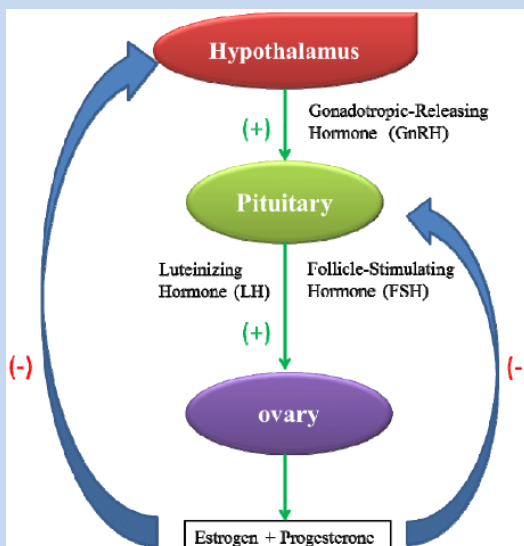 Hypothalamus
Gonadotropic-Releasing
Hormone (GnRH)
(+)
Pituitary
Luteinizing
Hormone (LH)
Follicle-Stimulating
Hormone (FSH)
(+)
(-)
(-
ovary
Estrogen + Progesterone